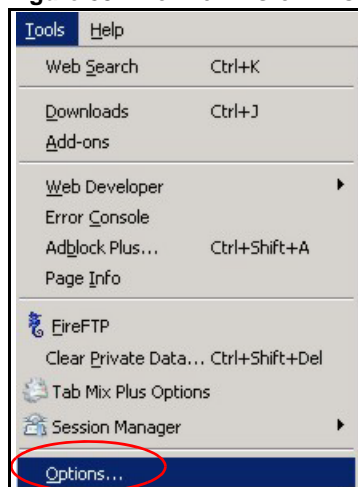 Tools Help
Web Search Ctrl+K
Downloads Ctrl+J
Add-ons
Web Developer
Error Console
Adblock Plus... Ctrl+Shift+A
Page Info
FireFTP
Clear Private Data... Ctrl+Shift+Del
Tab Mix Plus Options
Session Manager
Options...